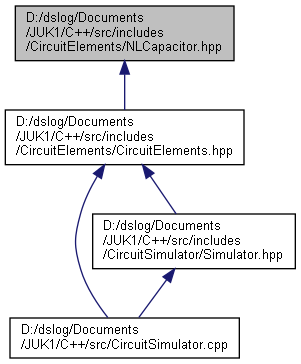 D:/dslog/Documents
/JUK1/C++/src/includes
/CircuitElements/NLCapacitor.hpp
D:/dslog/Documents
/JUK1/C++/src/includes
/CircuitElements/CircuitElements.hpp
D:/dslog/Documents
/JUK1/C++/src/includes
/CircuitSimulator/Simulator.hpp
D:/dslog/Documents
/JUK1/C++/src/CircuitSimulator.cpp